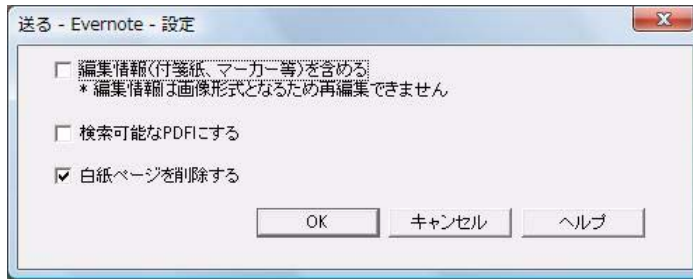 送る - Evernote - 設定
編集情報(付箋紙、マーカー等)を含める
* 編集情報は画像形式となるため再編集できません
検索可能なPDFにする
白紙ページを削除する
OK キャンセル ヘルプ